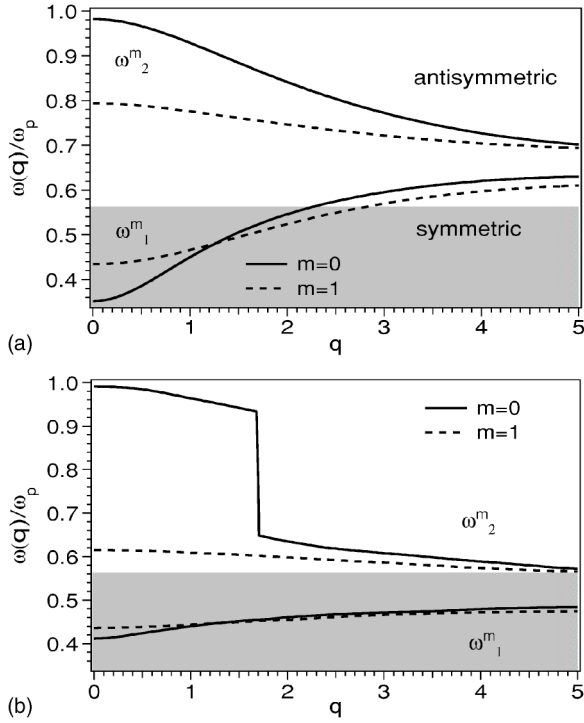 1.0
0.9
0.8
0.7
0.6
0.5
0.4
ω(q)/ωp
ω^m_2
antisymmetric
ω^m_1
symmetric
m=0
m=1
0 1 2 3 4 5
q
(a)
1.0
0.9
0.8
0.7
0.6
0.5
0.4
ω(q)/ωp
m=0
m=1
ω^m_2
ω^m_1
0 1 2 3 4 5
q
(b)